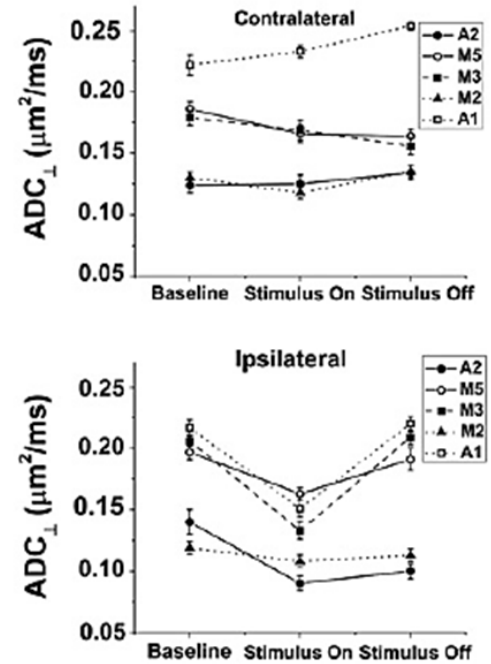 Contralateral
0.25
0.20
0.15
0.10
0.05
ADC⊥ (μm²/ms)
A2
M5
M3
M2
A1
Baseline Stimulus On Stimulus Off
Ipsilateral
0.25
0.20
0.15
0.10
0.05
ADC⊥ (μm²/ms)
A2
M5
M3
M2
A1
Baseline Stimulus On Stimulus Off